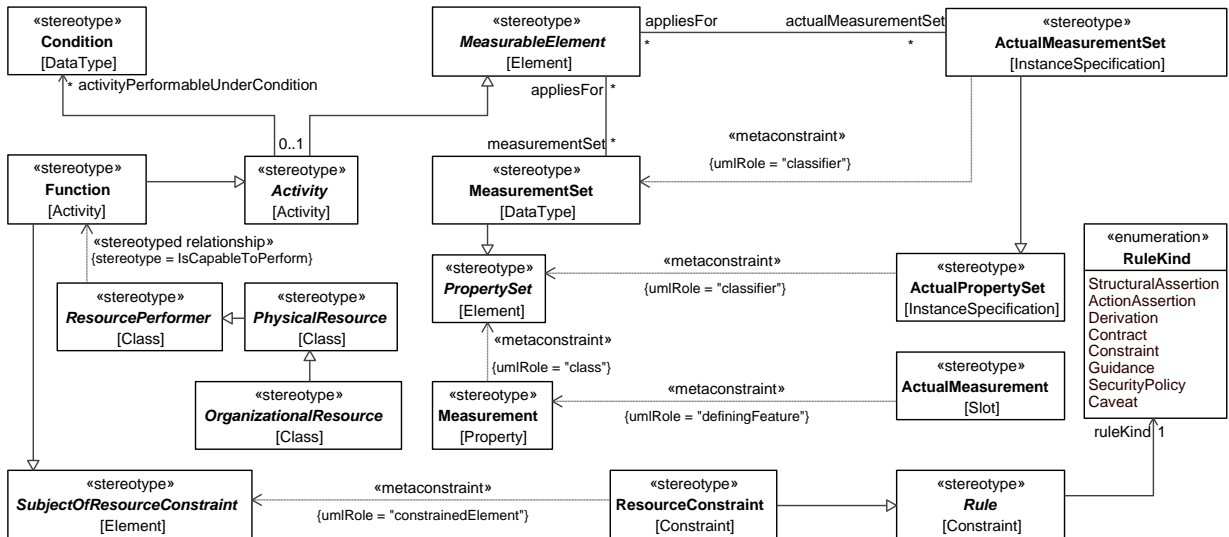 «stereotype»
Condition
[DataType]
* activityPerformableUnderCondition
0..1
«stereotype»
MeasurableElement
[Element]
appliesFor
*
actualMeasurementSet
*
«stereotype»
ActualMeasurementSet
[InstanceSpecification]
appliesFor *
measurementSet *
«metaconstraint»
{umlRole = "classifier"}
«stereotype»
Function
[Activity]
«stereotype»
Activity
[Activity]
«stereotype»
MeasurementSet
[DataType]
«stereotyped relationship»
{stereotype = IsCapableToPerform}
«stereotype»
ResourcePerformer
[Class]
«stereotype»
PhysicalResource
[Class]
«stereotype»
OrganizationalResource
[Class]
«stereotype»
PropertySet
[Element]
«metaconstraint»
{umlRole = "classifier"}
«stereotype»
ActualPropertySet
[InstanceSpecification]
«metaconstraint»
{umlRole = "class"}
«stereotype»
Measurement
[Property]
«metaconstraint»
{umlRole = "definingFeature"}
«stereotype»
ActualMeasurement
[Slot]
«enumeration»
RuleKind
StructuralAssertion
ActionAssertion
Derivation
Contract
Constraint
Guidance
SecurityPolicy
Caveat
ruleKind 1
«stereotype»
SubjectOfResourceConstraint
[Element]
«metaconstraint»
{umlRole = "constrainedElement"}
«stereotype»
ResourceConstraint
[Constraint]
«stereotype»
Rule
[Constraint]